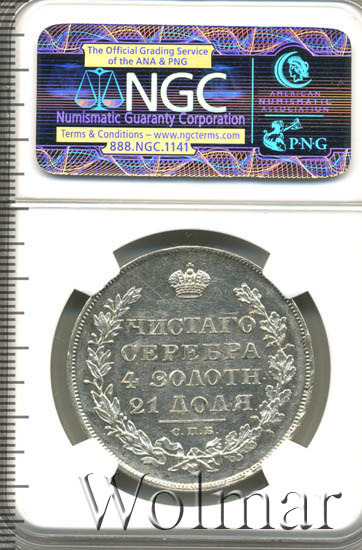 The Official Grading Service
of the ANA & PNG
NGC
Numismatic Guaranty Corporation
Terms & Conditions – www.ngcterms.com
888.NGC.1141
AMERICAN
NUMISMATIC
ASSOCIATION
P·N·G
ЧИСТАГО
СЕРЕБРА
4 ЗОЛОТН
21 ДОЛЯ
С.П.Б
Wolmar